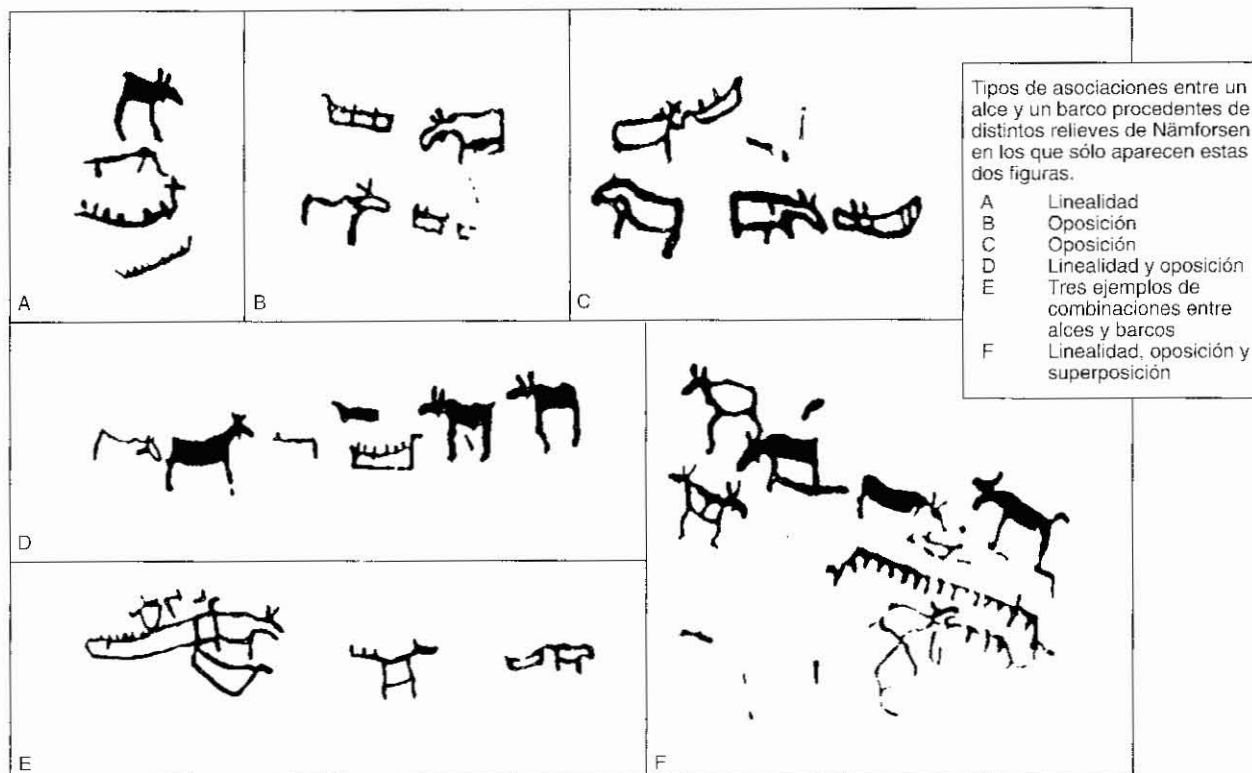 Tipos de asociaciones entre un
alce y un barco procedentes de
distintos relieves de Nämforsen
en los que sólo aparecen estas
dos figuras.
A Linealidad
B Oposición
C Oposición
D Linealidad y oposición
E Tres ejemplos de
combinaciones entre
alces y barcos
F Linealidad, oposición y
superposición
A
B
C
D
E
F